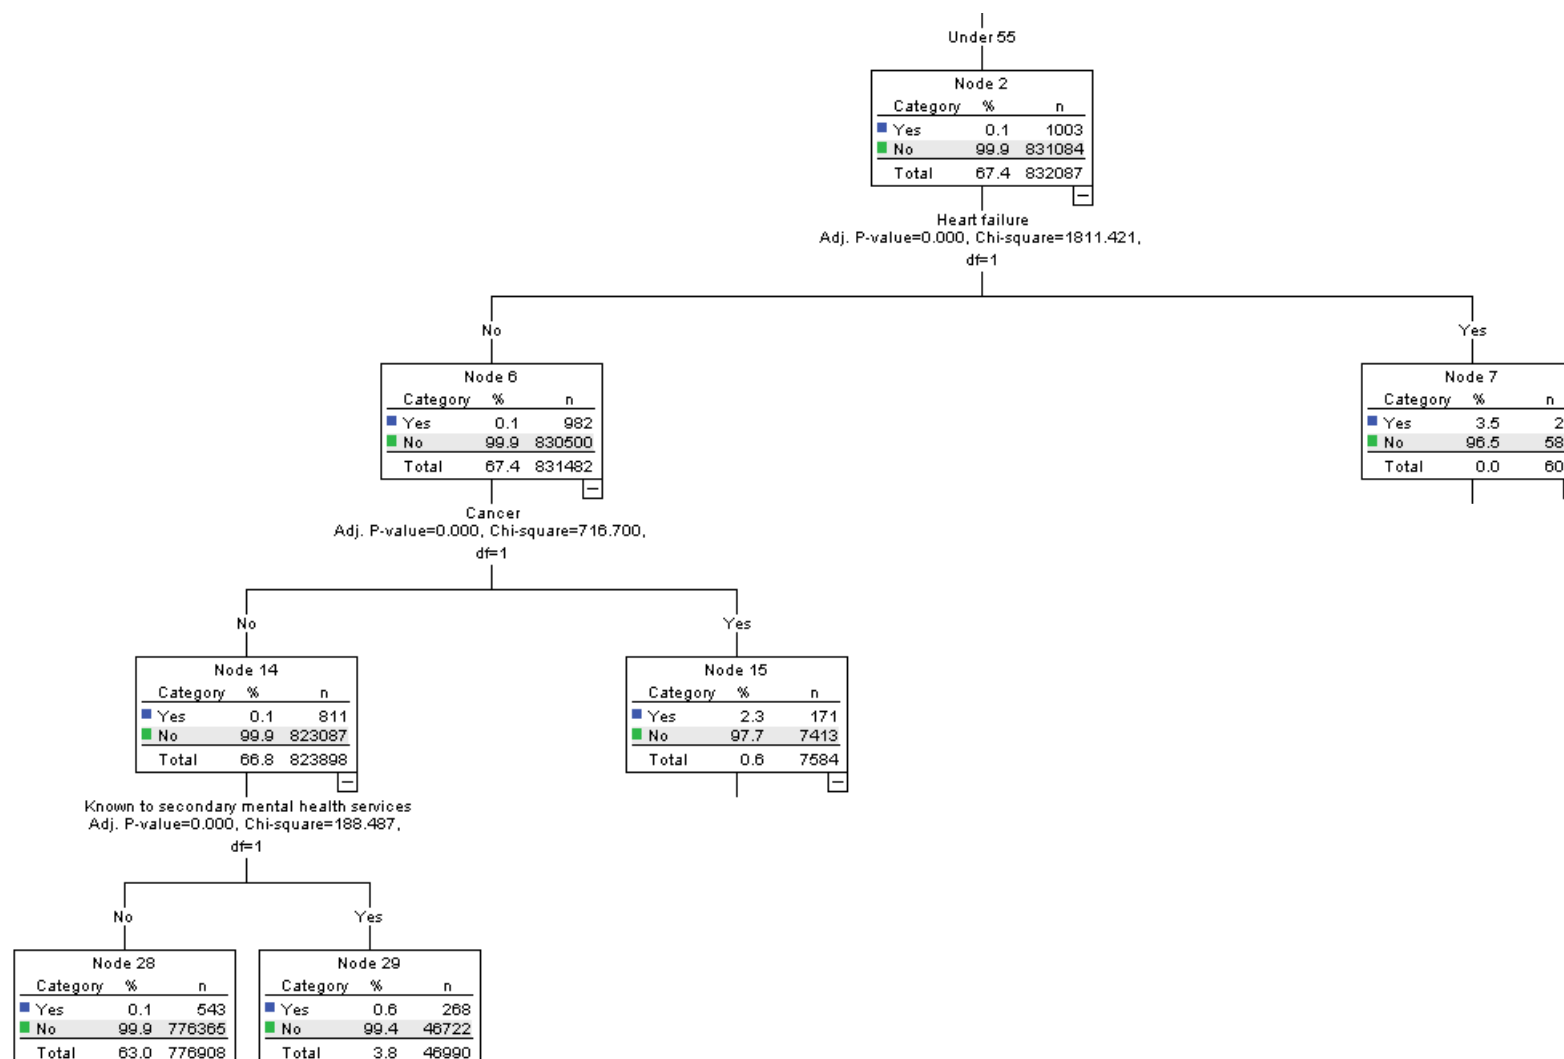 Under 55
Node 2
Category % n
Yes 0.1 1003
No 99.9 831084
Total 67.4 832087
Heart failure
Adj. P-value=0.000, Chi-square=1811.421,
df=1
No
Yes
Node 6
Category % n
Yes 0.1 982
No 99.9 830500
Total 67.4 831482
Node 7
Category % n
Yes 3.5 2
No 96.5 58
Total 0.0 60
Cancer
Adj. P-value=0.000, Chi-square=716.700,
df=1
No
Yes
Node 14
Category % n
Yes 0.1 811
No 99.9 823087
Total 66.8 823898
Node 15
Category % n
Yes 2.3 171
No 97.7 7413
Total 0.6 7584
Known to secondary mental health services
Adj. P-value=0.000, Chi-square=188.487,
df=1
No
Yes
Node 28
Category % n
Yes 0.1 543
No 99.9 776365
Total 63.0 776908
Node 29
Category % n
Yes 0.6 268
No 99.4 46722
Total 3.8 46990